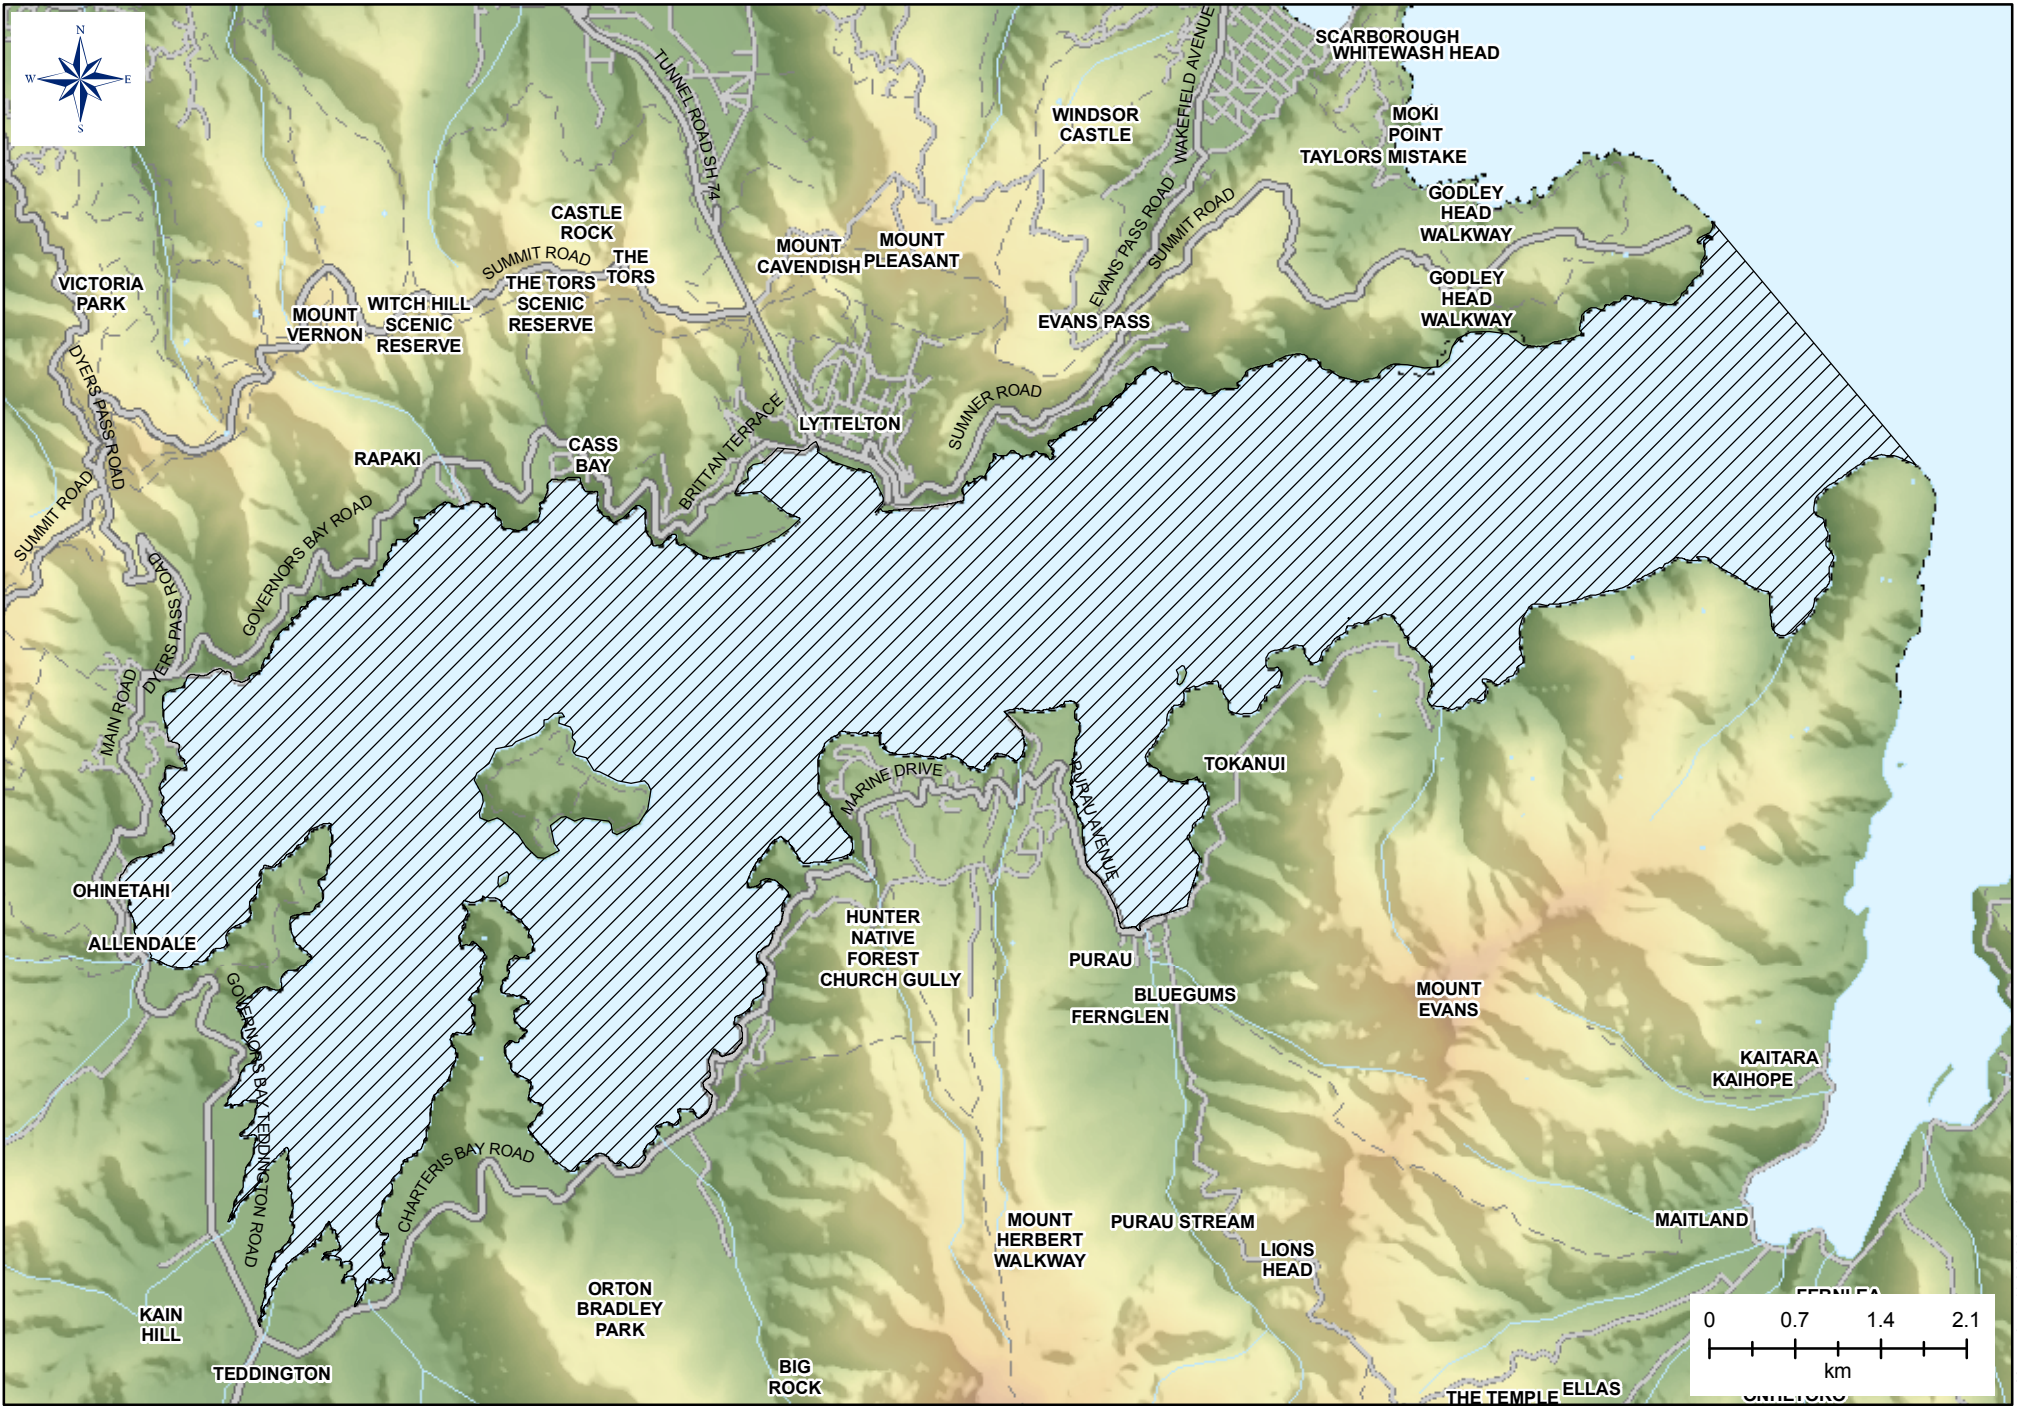 N
W
E
S
SCARBOROUGH
WHITEWASH HEAD
TUNNEL ROAD SH 74
WAKEFIELD AVENUE
WINDSOR
CASTLE
MOKI
POINT
TAYLORS MISTAKE
GODLEY
HEAD
WALKWAY
CASTLE
ROCK
SUMMIT ROAD
THE
TORS
MOUNT
CAVENDISH
MOUNT
PLEASANT
EVANS PASS ROAD
SUMMIT ROAD
VICTORIA
PARK
MOUNT
VERNON
WITCH HILL
SCENIC
RESERVE
THE TORS
SCENIC
RESERVE
EVANS PASS
GODLEY
HEAD
WALKWAY
DYERS PASS ROAD
SUMNER ROAD
LYTTELTON
BRITTAN TERRACE
CASS
BAY
RAPAKI
SUMMIT ROAD
GOVERNORS BAY ROAD
DYERS PASS ROAD
MAIN ROAD
MARINE DRIVE
PURAU AVENUE
TOKANUI
OHINETAHI
ALLENDALE
HUNTER
NATIVE
FOREST
CHURCH GULLY
PURAU
BLUEGUMS
FERNGLEN
MOUNT
EVANS
GOVERNORS BAY TEDDINGTON ROAD
KAITARA
KAIHOPE
CHARTERIS BAY ROAD
MOUNT
HERBERT
WALKWAY
PURAU STREAM
LIONS
HEAD
MAITLAND
ORTON
BRADLEY
PARK
KAIN
HILL
TEDDINGTON
BIG
ROCK
FERNLEA
0 0.7 1.4 2.1
km
THE TEMPLE
ELLAS